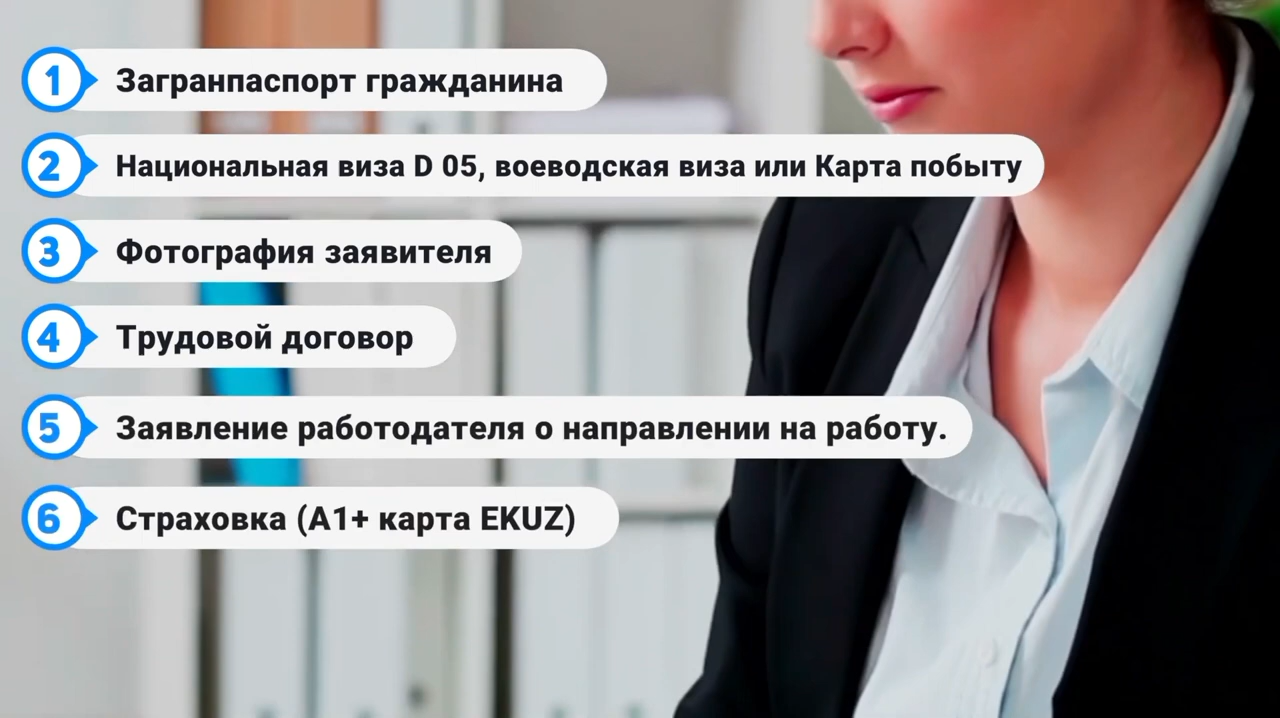 1 Загранпаспорт гражданина
2 Национальная виза D 05, воеводская виза или Карта побыту
3 Фотография заявителя
4 Трудовой договор
5 Заявление работодателя о направлении на работу.
6 Страховка (А1+ карта EKUZ)